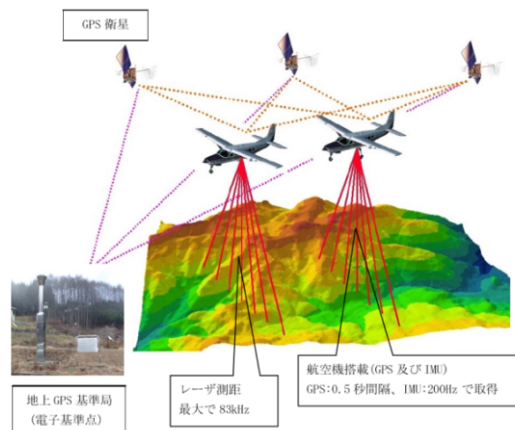 GPS 衛星
レーザ測距
最大で 83kHz
航空機搭載(GPS 及び IMU)
GPS:0.5 秒間隔、IMU:200Hz で取得
地上 GPS 基準局
(電子基準点)